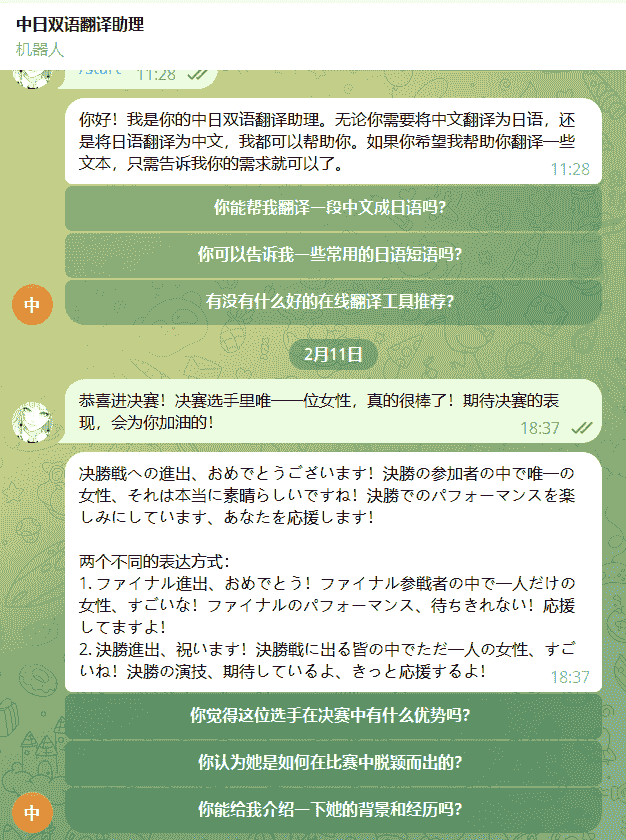 中日双语翻译助理
机器人
/start 11:28
你好！我是你的中日双语翻译助理。无论你需要将中文翻译为日语，还
是将日语翻译为中文，我都可以帮助你。如果你希望我帮助你翻译一些
文本，只需告诉我你的需求就可以了。
11:28
你能帮我翻译一段中文成日语吗？
你可以告诉我一些常用的日语短语吗？
有没有什么好的在线翻译工具推荐？
中
2月11日
恭喜进决赛！决赛选手里唯一一位女性，真的很棒了！期待决赛的表
现，会为你加油的！
18:37
决勝戦への進出、おめでとうございます！決勝の参加者の中で唯一の
女性、それは本当に素晴らしいですね！決勝でのパフォーマンスを楽
しみにしています、あなたを応援します！
两个不同的表达方式：
1. ファイナル進出、おめでとう！ファイナル参戦者の中で一人だけの
女性、すごいな！ファイナルのパフォーマンス、待ちきれない！応援
してますよ！
2. 決勝進出、祝います！決勝戦に出る皆の中でただ一人の女性、すご
いね！決勝の演技、期待しているよ、きっと応援するよ！
18:37
你觉得这位选手在决赛中有什么优势吗？
你认为她是如何在比赛中脱颖而出的？
你能给我介绍一下她的背景和经历吗？
中